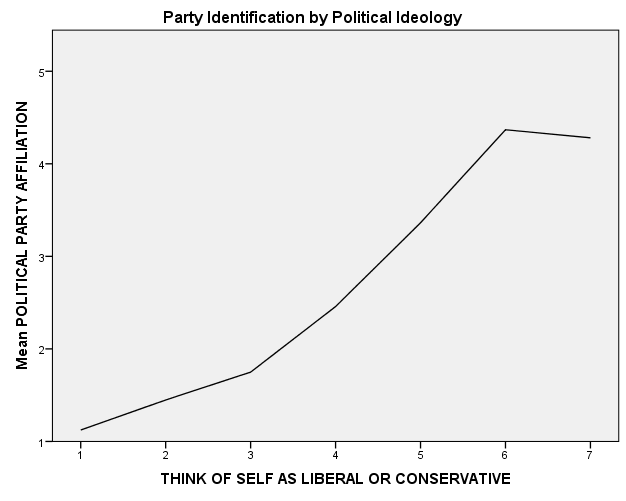 Party Identification by Political Ideology
Mean POLITICAL PARTY AFFILIATION
5
4
3
2
1
1 2 3 4 5 6 7
THINK OF SELF AS LIBERAL OR CONSERVATIVE